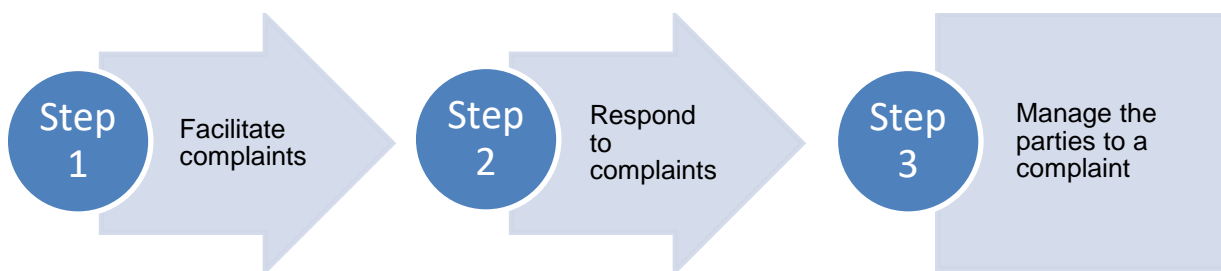 Step
1
Facilitate
complaints
Step
2
Respond
to
complaints
Step
3
Manage the
parties to a
complaint